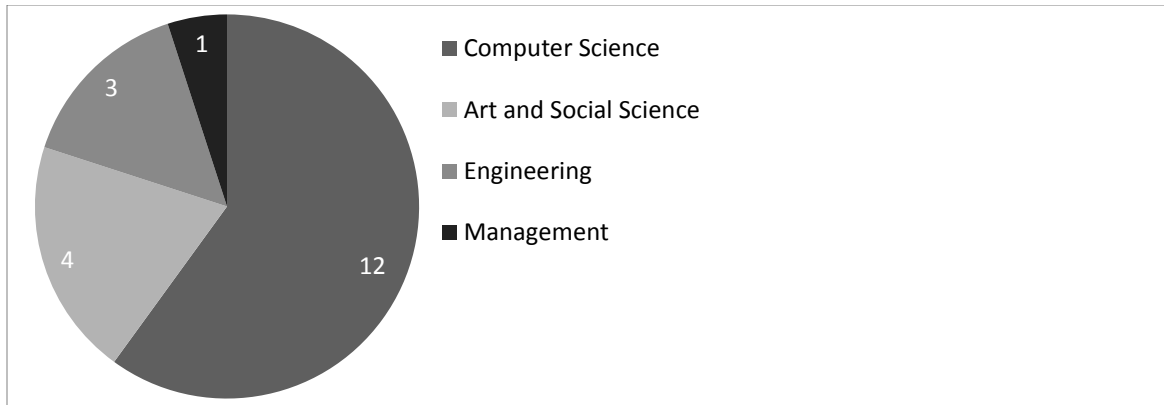 1
3
4
12
Computer Science
Art and Social Science
Engineering
Management